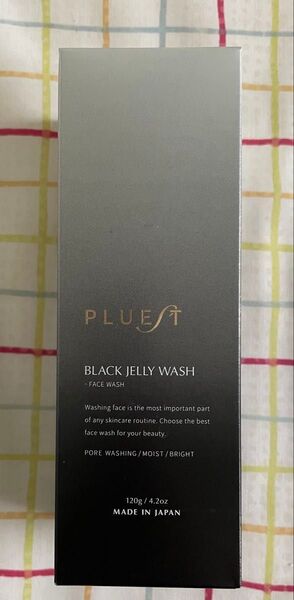 PLUEST
BLACK JELLY WASH
- FACE WASH
Washing face is the most important part
of any skincare routine. Choose the best
face wash for your beauty.
PORE WASHING / MOIST / BRIGHT
120g / 4.2oz
MADE IN JAPAN